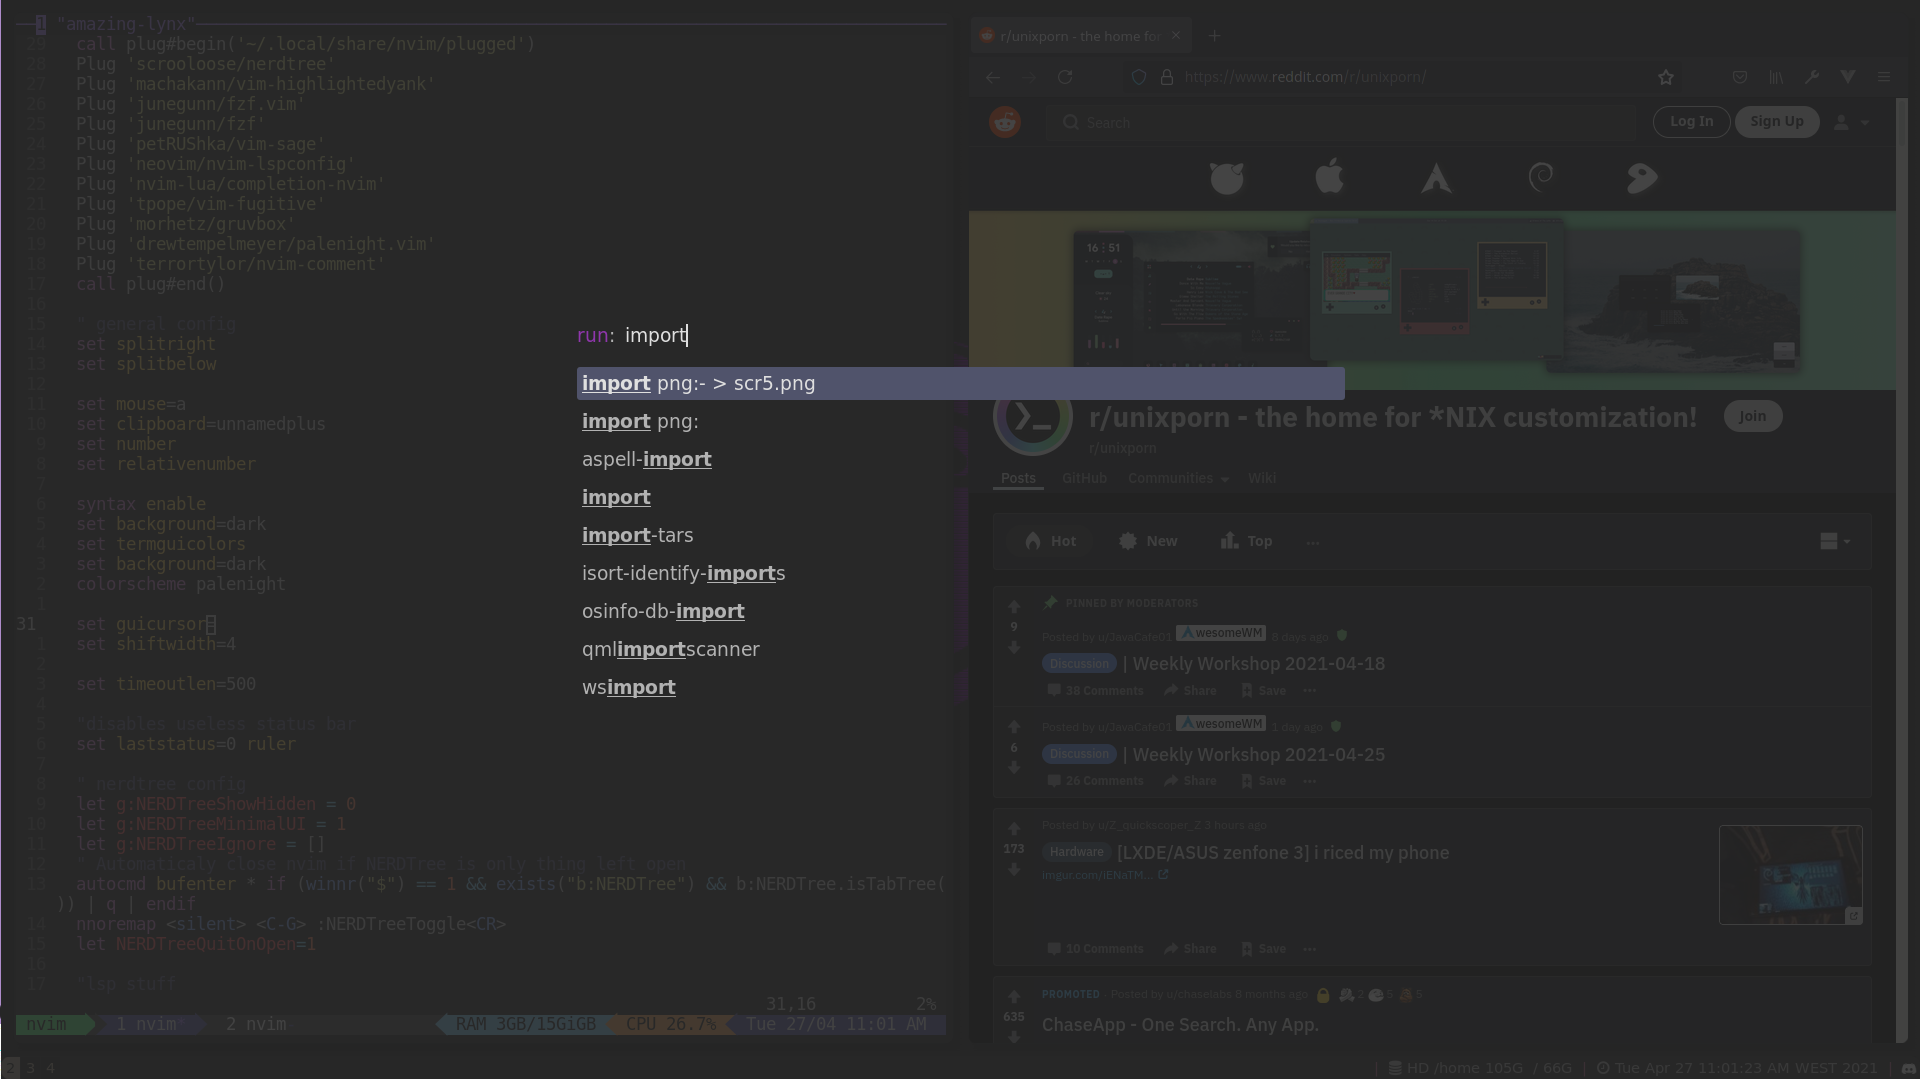 1 "amazing-lynx"
29 call plug#begin('~/.local/share/nvim/plugged')
28 Plug 'scrooloose/nerdtree'
27 Plug 'machakann/vim-highlightedyank'
26 Plug 'junegunn/fzf.vim'
25 Plug 'junegunn/fzf'
24 Plug 'petRUShka/vim-sage'
23 Plug 'neovim/nvim-lspconfig'
22 Plug 'nvim-lua/completion-nvim'
21 Plug 'tpope/vim-fugitive'
20 Plug 'morhetz/gruvbox'
19 Plug 'drewtempelmeyer/palenight.vim'
18 Plug 'terrortylor/nvim-comment'
17 call plug#end()
16
15 " general config
14 set splitright
13 set splitbelow
12
11 set mouse=a
10 set clipboard=unnamedplus
9 set number
8 set relativenumber
7
6 syntax enable
5 set background=dark
4 set termguicolors
3 set background=dark
2 colorscheme palenight
1
31 set guicursor=
1 set shiftwidth=4
2
3 set timeoutlen=500
4
5 "disables useless status bar
6 set laststatus=0 ruler
7
8 " nerdtree config
9 let g:NERDTreeShowHidden = 0
10 let g:NERDTreeMinimalUI = 1
11 let g:NERDTreeIgnore = []
12 " Automaticaly close nvim if NERDTree is only thing left open
13 autocmd bufenter * if (winnr("$") == 1 && exists("b:NERDTree") && b:NERDTree.isTabTree(
)) | q | endif
14 nnoremap <silent> <C-G> :NERDTreeToggle<CR>
15 let NERDTreeQuitOnOpen=1
16
17 "lsp stuff
31,16 2%
nvim 1 nvim* 2 nvim RAM 3GB/15GiGB CPU 26.7% Tue 27/04 11:01 AM
run: import
import png:- > scr5.png
import png:
aspell-import
import
import-tars
isort-identify-imports
osinfo-db-import
qmlimportscanner
wsimport
r/unixporn - the home for
https://www.reddit.com/r/unixporn/
Search
Log In
Sign Up
16:51
r/unixporn - the home for *NIX customization!
Join
r/unixporn
Posts GitHub Communities Wiki
Hot New Top ...
PINNED BY MODERATORS
9
Posted by u/JavaCafe01 AwesomeWM 8 days ago
Discussion | Weekly Workshop 2021-04-18
38 Comments Share Save ...
Posted by u/JavaCafe01 AwesomeWM 1 day ago
6
Discussion | Weekly Workshop 2021-04-25
26 Comments Share Save ...
Posted by u/Z_quickscoper_Z 3 hours ago
173
Hardware [LXDE/ASUS zenfone 3] i riced my phone
imgur.com/iENaTM...
10 Comments Share Save ...
PROMOTED · Posted by u/chaselabs 8 months ago 2 5 5
635
ChaseApp - One Search. Any App.
2 3 4
| HD /home 105G / 66G | Tue Apr 27 11:01:23 AM WEST 2021 |